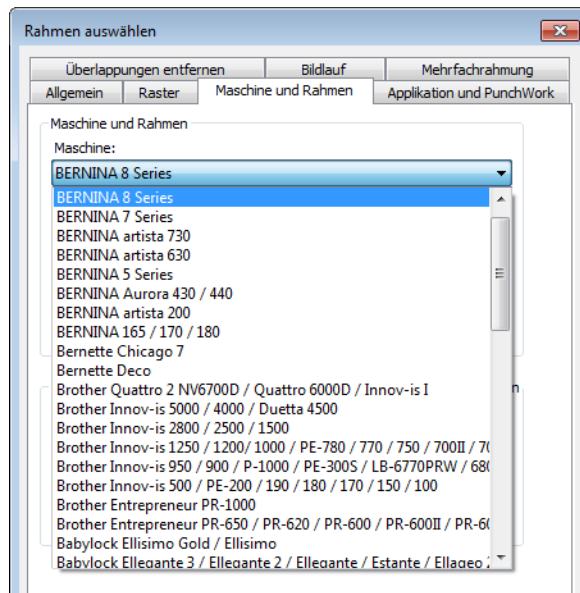 Rahmen auswählen
Überlappungen entfernen Bildlauf Mehrfachrahmung
Allgemein Raster Maschine und Rahmen Applikation und PunchWork
Maschine und Rahmen
Maschine:
BERNINA 8 Series
BERNINA 8 Series
BERNINA 7 Series
BERNINA artista 730
BERNINA artista 630
BERNINA 5 Series
BERNINA Aurora 430 / 440
BERNINA artista 200
BERNINA 165 / 170 / 180
Bernette Chicago 7
Bernette Deco
Brother Quattro 2 NV6700D / Quattro 6000D / Innov-is I
Brother Innov-is 5000 / 4000 / Duetta 4500
Brother Innov-is 2800 / 2500 / 1500
Brother Innov-is 1250 / 1200/ 1000 / PE-780 / 770 / 750 / 700II / 70
Brother Innov-is 950 / 900 / P-1000 / PE-300S / LB-6770PRW / 680
Brother Innov-is 500 / PE-200 / 190 / 180 / 170 / 150 / 100
Brother Entrepreneur PR-1000
Brother Entrepreneur PR-650 / PR-620 / PR-600 / PR-600II / PR-60
Babylock Ellisimo Gold / Ellisimo
Babylock Ellegante 3 / Ellegante 2 / Ellegante / Estante / Ellageo 2